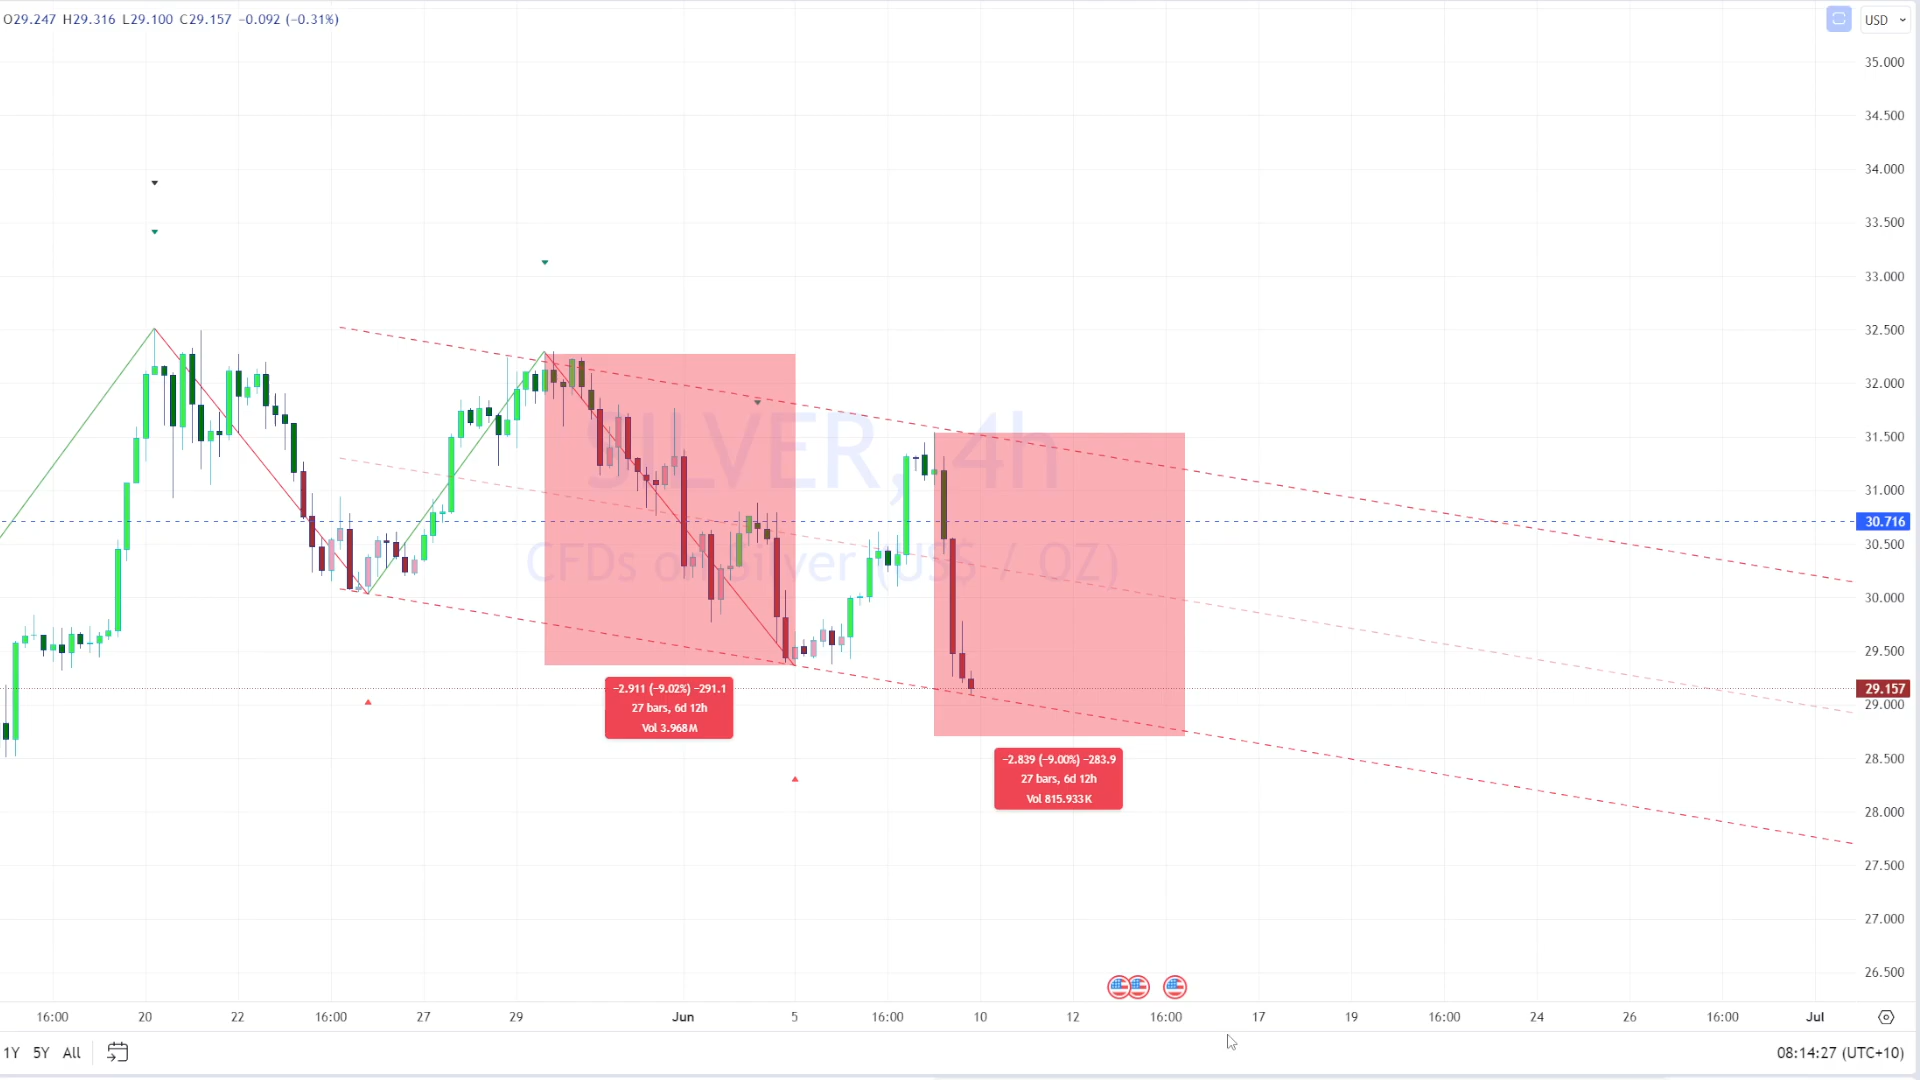 O29.247 H29.316 L29.100 C29.157 −0.092 (−0.31%)
USD
35.000
34.500
34.000
33.500
33.000
32.500
32.000
31.500
31.000
30.716
30.500
30.000
29.500
29.157
29.000
28.500
28.000
27.500
27.000
26.500
SILVER, 4h
CFDs on Silver (US$ / OZ)
−2.911 (−9.02%) −291.1
27 bars, 6d 12h
Vol 3.968M
−2.839 (−9.00%) −283.9
27 bars, 6d 12h
Vol 815.933K
16:00 20 22 16:00 27 29 Jun 5 16:00 10 12 16:00 17 19 16:00 24 26 16:00 Jul
1Y 5Y All
08:14:27 (UTC+10)